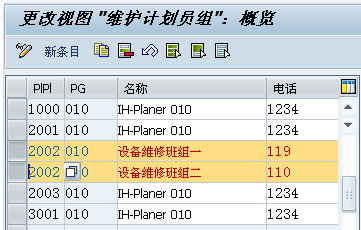 更改视图 "维护计划员组": 概览
新条目
PlPl PG 名称 电话
1000 010 IH-Planer 010 1234
2001 010 IH-Planer 010 1234
2002 010 设备维修班组一 119
2002 0 设备维修班组二 110
2003 010 IH-Planer 010 1234
3001 010 IH-Planer 010 1234